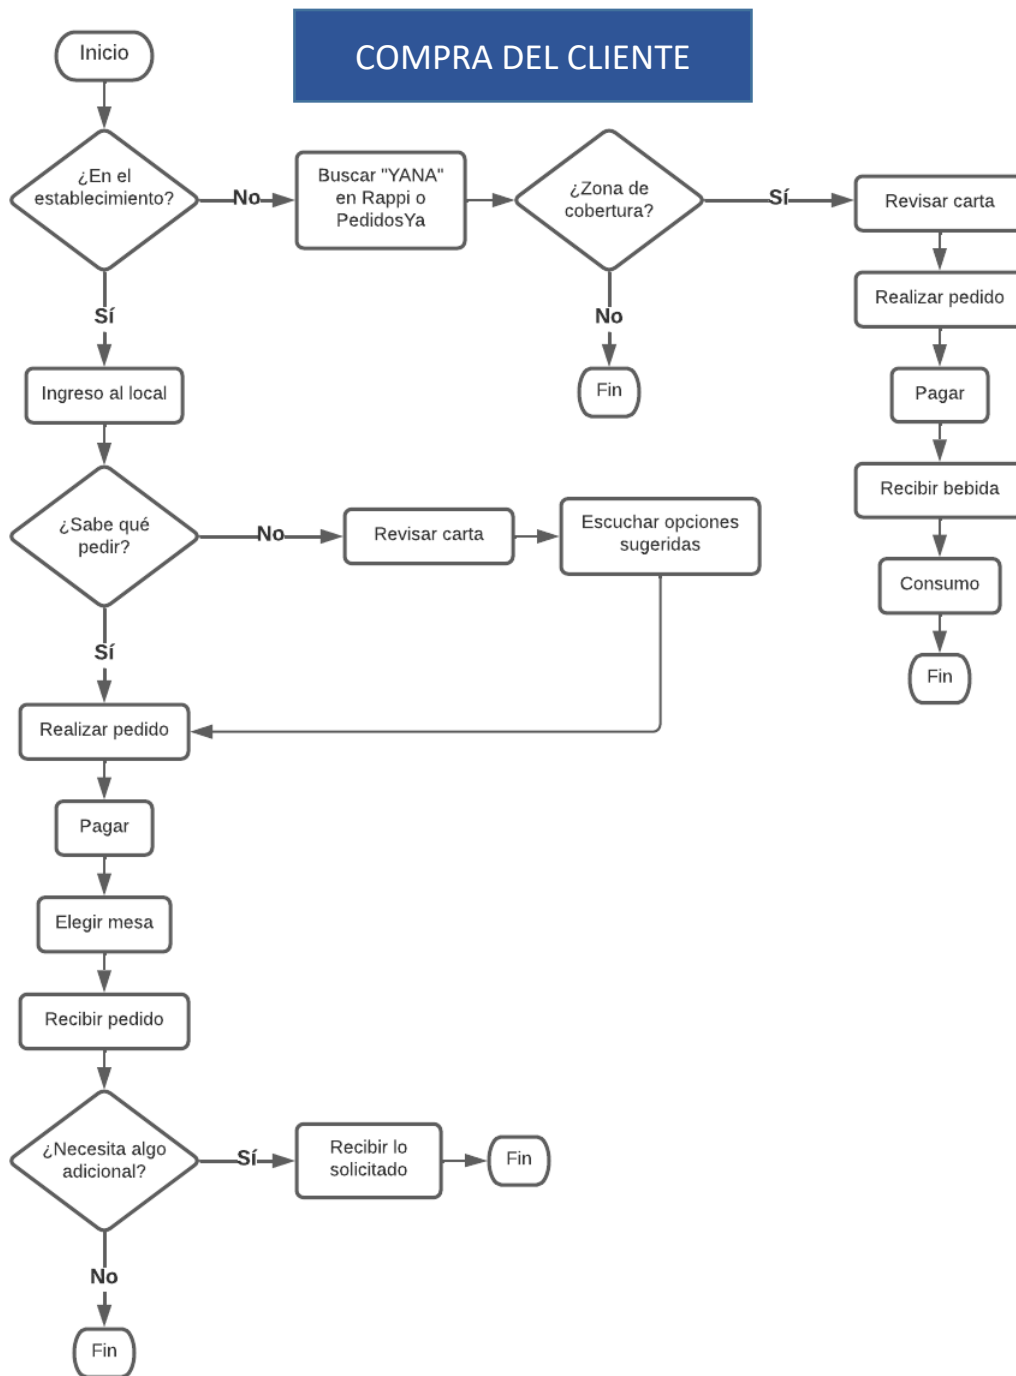 Inicio
COMPRA DEL CLIENTE
¿En el
establecimiento?
No
Buscar "YANA"
en Rappi o
PedidosYa
¿Zona de
cobertura?
Sí
Revisar carta
Realizar pedido
Pagar
Recibir bebida
Consumo
Fin
No
Fin
Sí
Ingreso al local
¿Sabe qué
pedir?
No
Revisar carta
Escuchar opciones
sugeridas
Sí
Realizar pedido
Pagar
Elegir mesa
Recibir pedido
¿Necesita algo
adicional?
Sí
Recibir lo
solicitado
Fin
No
Fin